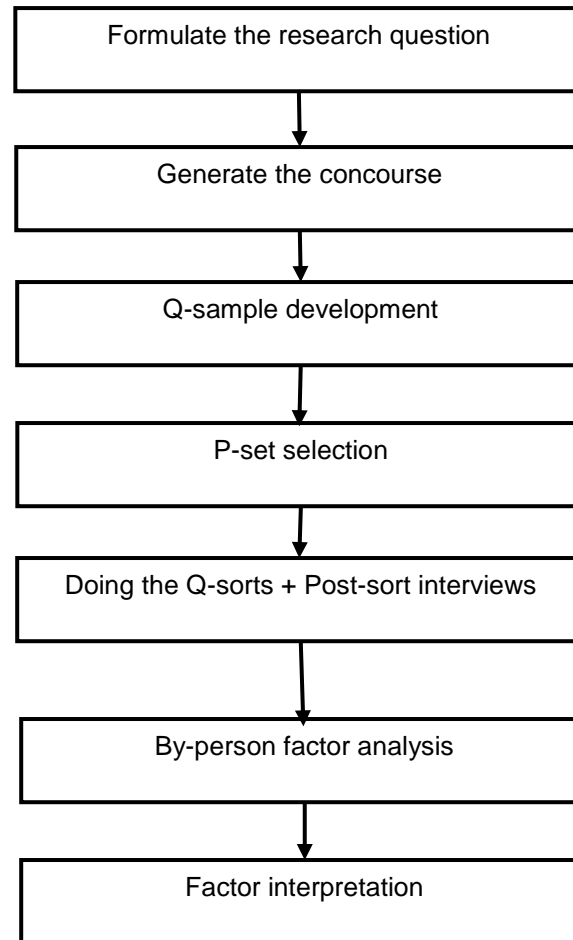 Formulate the research question
Generate the concourse
Q-sample development
P-set selection
Doing the Q-sorts + Post-sort interviews
By-person factor analysis
Factor interpretation